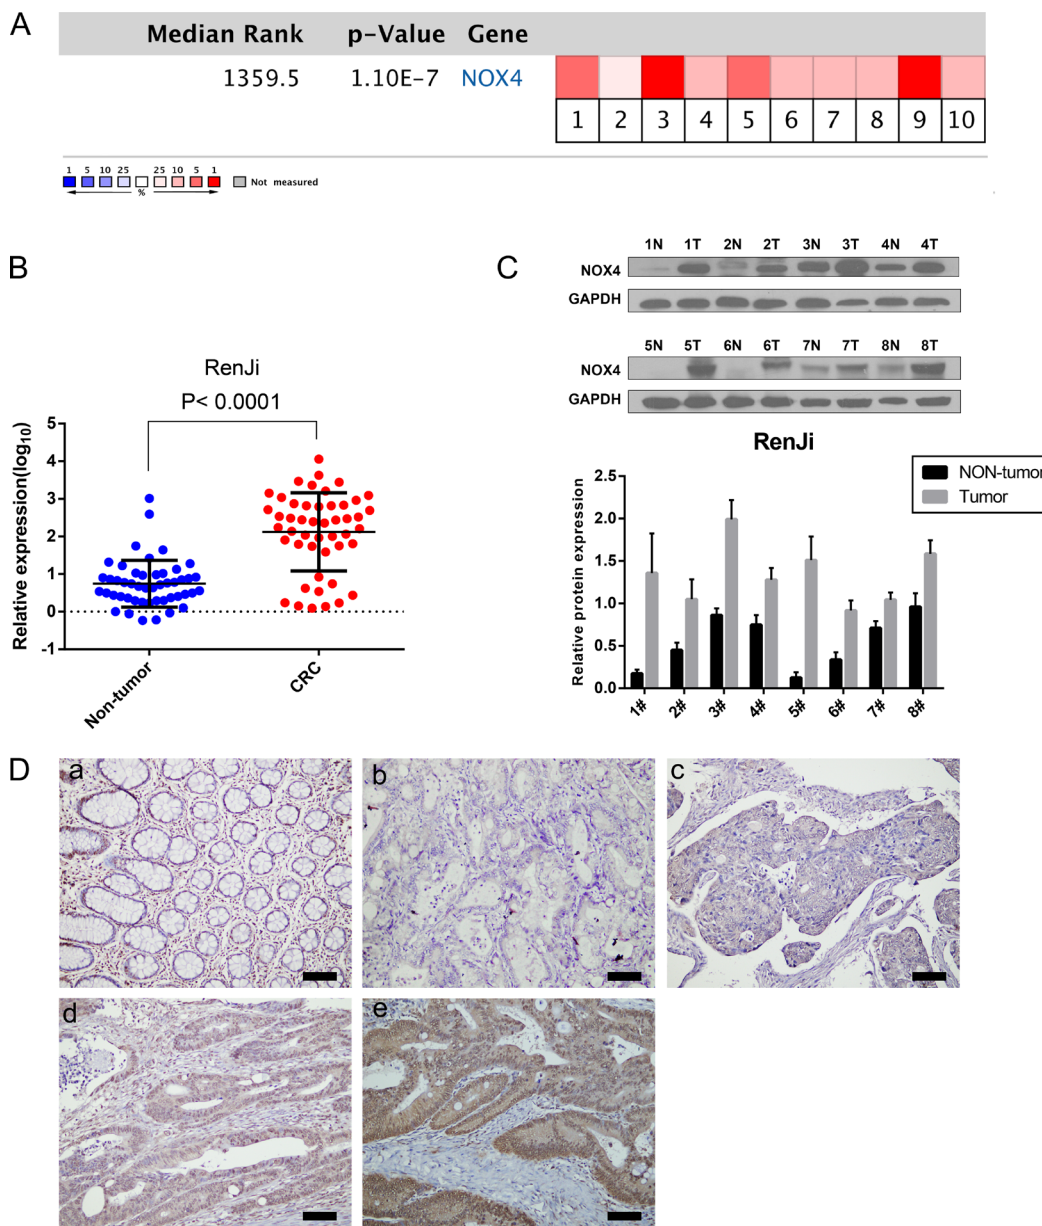 A
Median Rank p-Value Gene
1359.5 1.10E-7 NOX4
1 2 3 4 5 6 7 8 9 10
1 5 10 25 25 10 5 1
% Not measured
B
RenJi
P< 0.0001
Relative expression(log10)
5
4
3
2
1
0
-1
Non-tumor
CRC
C
1N 1T 2N 2T 3N 3T 4N 4T
NOX4
GAPDH
5N 5T 6N 6T 7N 7T 8N 8T
NOX4
GAPDH
RenJi
NON-tumor
Tumor
Relative protein expression
2.5
2.0
1.5
1.0
0.5
0.0
1# 2# 3# 4# 5# 6# 7# 8#
D
a
b
c
d
e